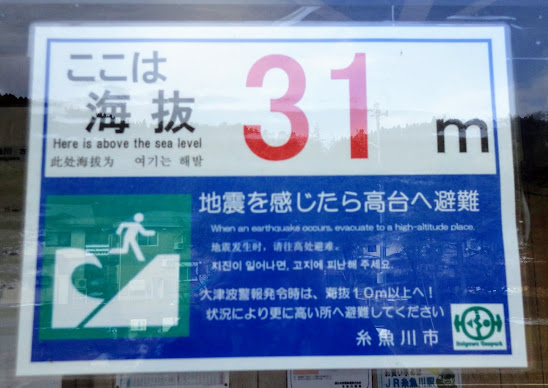 ここは
海抜
31m
Here is above the sea level
此处海拔为 여기는 해발
地震を感じたら高台へ避難
When an earthquake occurs, evacuate to a high-altitude place.
地震发生时，请往高处避难。
지진이 일어나면, 고지에 피난해 주세요.
大津波警報発令時は、海抜10m以上へ!
状況により更に高い所へ避難してください
糸魚川市
Itoigawa Geopark